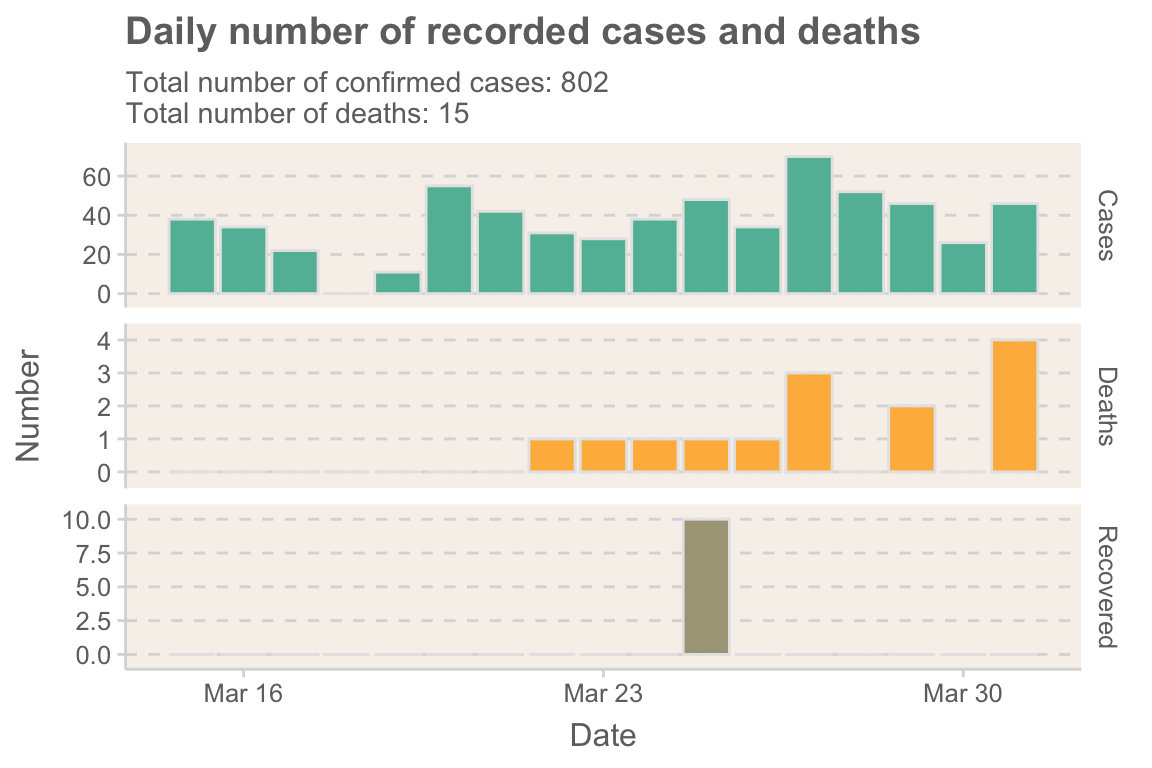 Daily number of recorded cases and deaths
Total number of confirmed cases: 802
Total number of deaths: 15
60
40
20
0
Cases
4
3
2
1
0
Deaths
Number
10.0
7.5
5.0
2.5
0.0
Recovered
Mar 16
Mar 23
Mar 30
Date